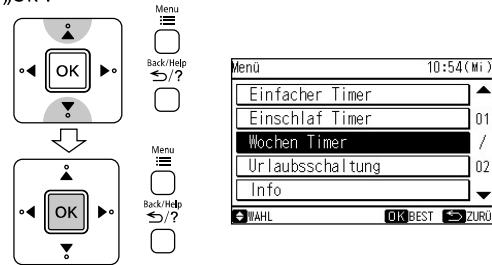 „OK“.
Menu
OK
Back/Help
/?
Menu
OK
Back/Help
/?
Menü 10:54(Mi)
Einfacher Timer
Einschlaf Timer 01
Wochen Timer /
Urlaubsschaltung 02
Info
WAHL OK BEST ZURÜ